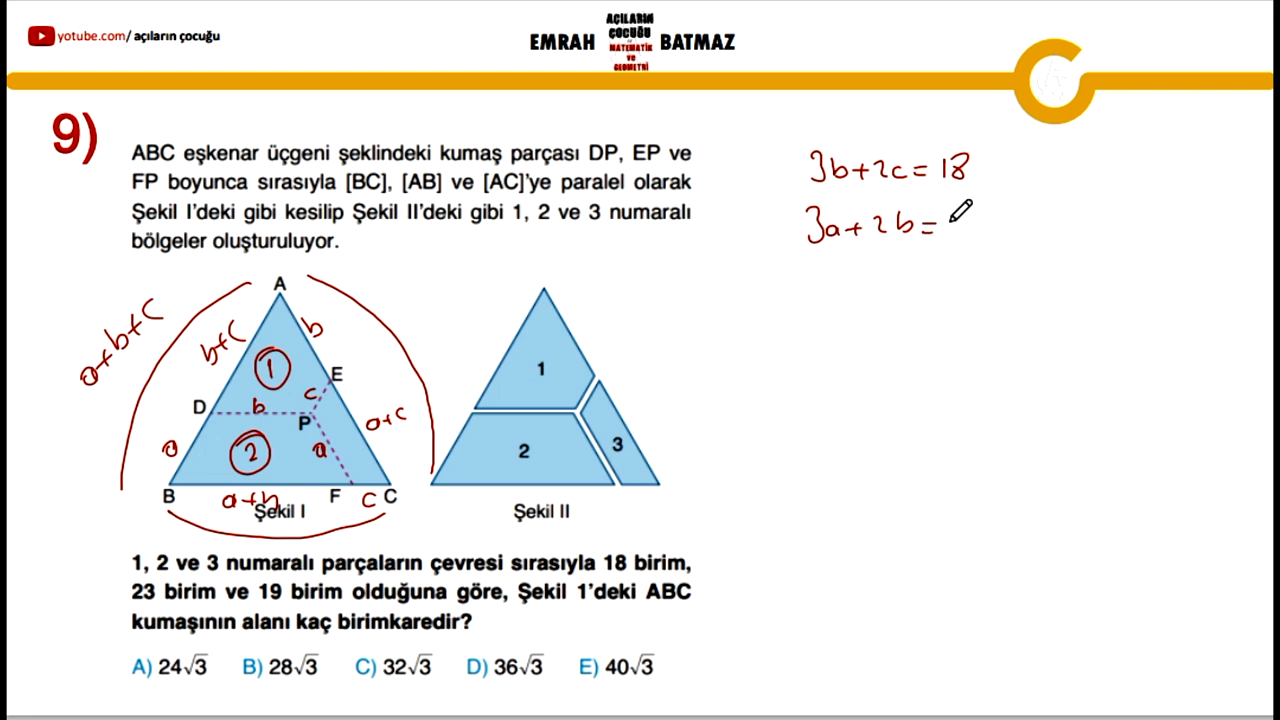 yotube.com/ açıların çocuğu
AÇILARIN
ÇOCUĞU
EMRAH MATEMATİK BATMAZ
ve
GEOMETRİ
9)
ABC eşkenar üçgeni şeklindeki kumaş parçası DP, EP ve
FP boyunca sırasıyla [BC], [AB] ve [AC]'ye paralel olarak
Şekil I'deki gibi kesilip Şekil II'deki gibi 1, 2 ve 3 numaralı
bölgeler oluşturuluyor.
3b+2c=18
3a+2b=
A
a+b+c
b+c
b
1
E
c
D
b
P
a+c
a
2
a
B
a+b
F
c
C
Şekil I
1
2
3
Şekil II
1, 2 ve 3 numaralı parçaların çevresi sırasıyla 18 birim,
23 birim ve 19 birim olduğuna göre, Şekil 1'deki ABC
kumaşının alanı kaç birimkaredir?
A) 24√3 B) 28√3 C) 32√3 D) 36√3 E) 40√3